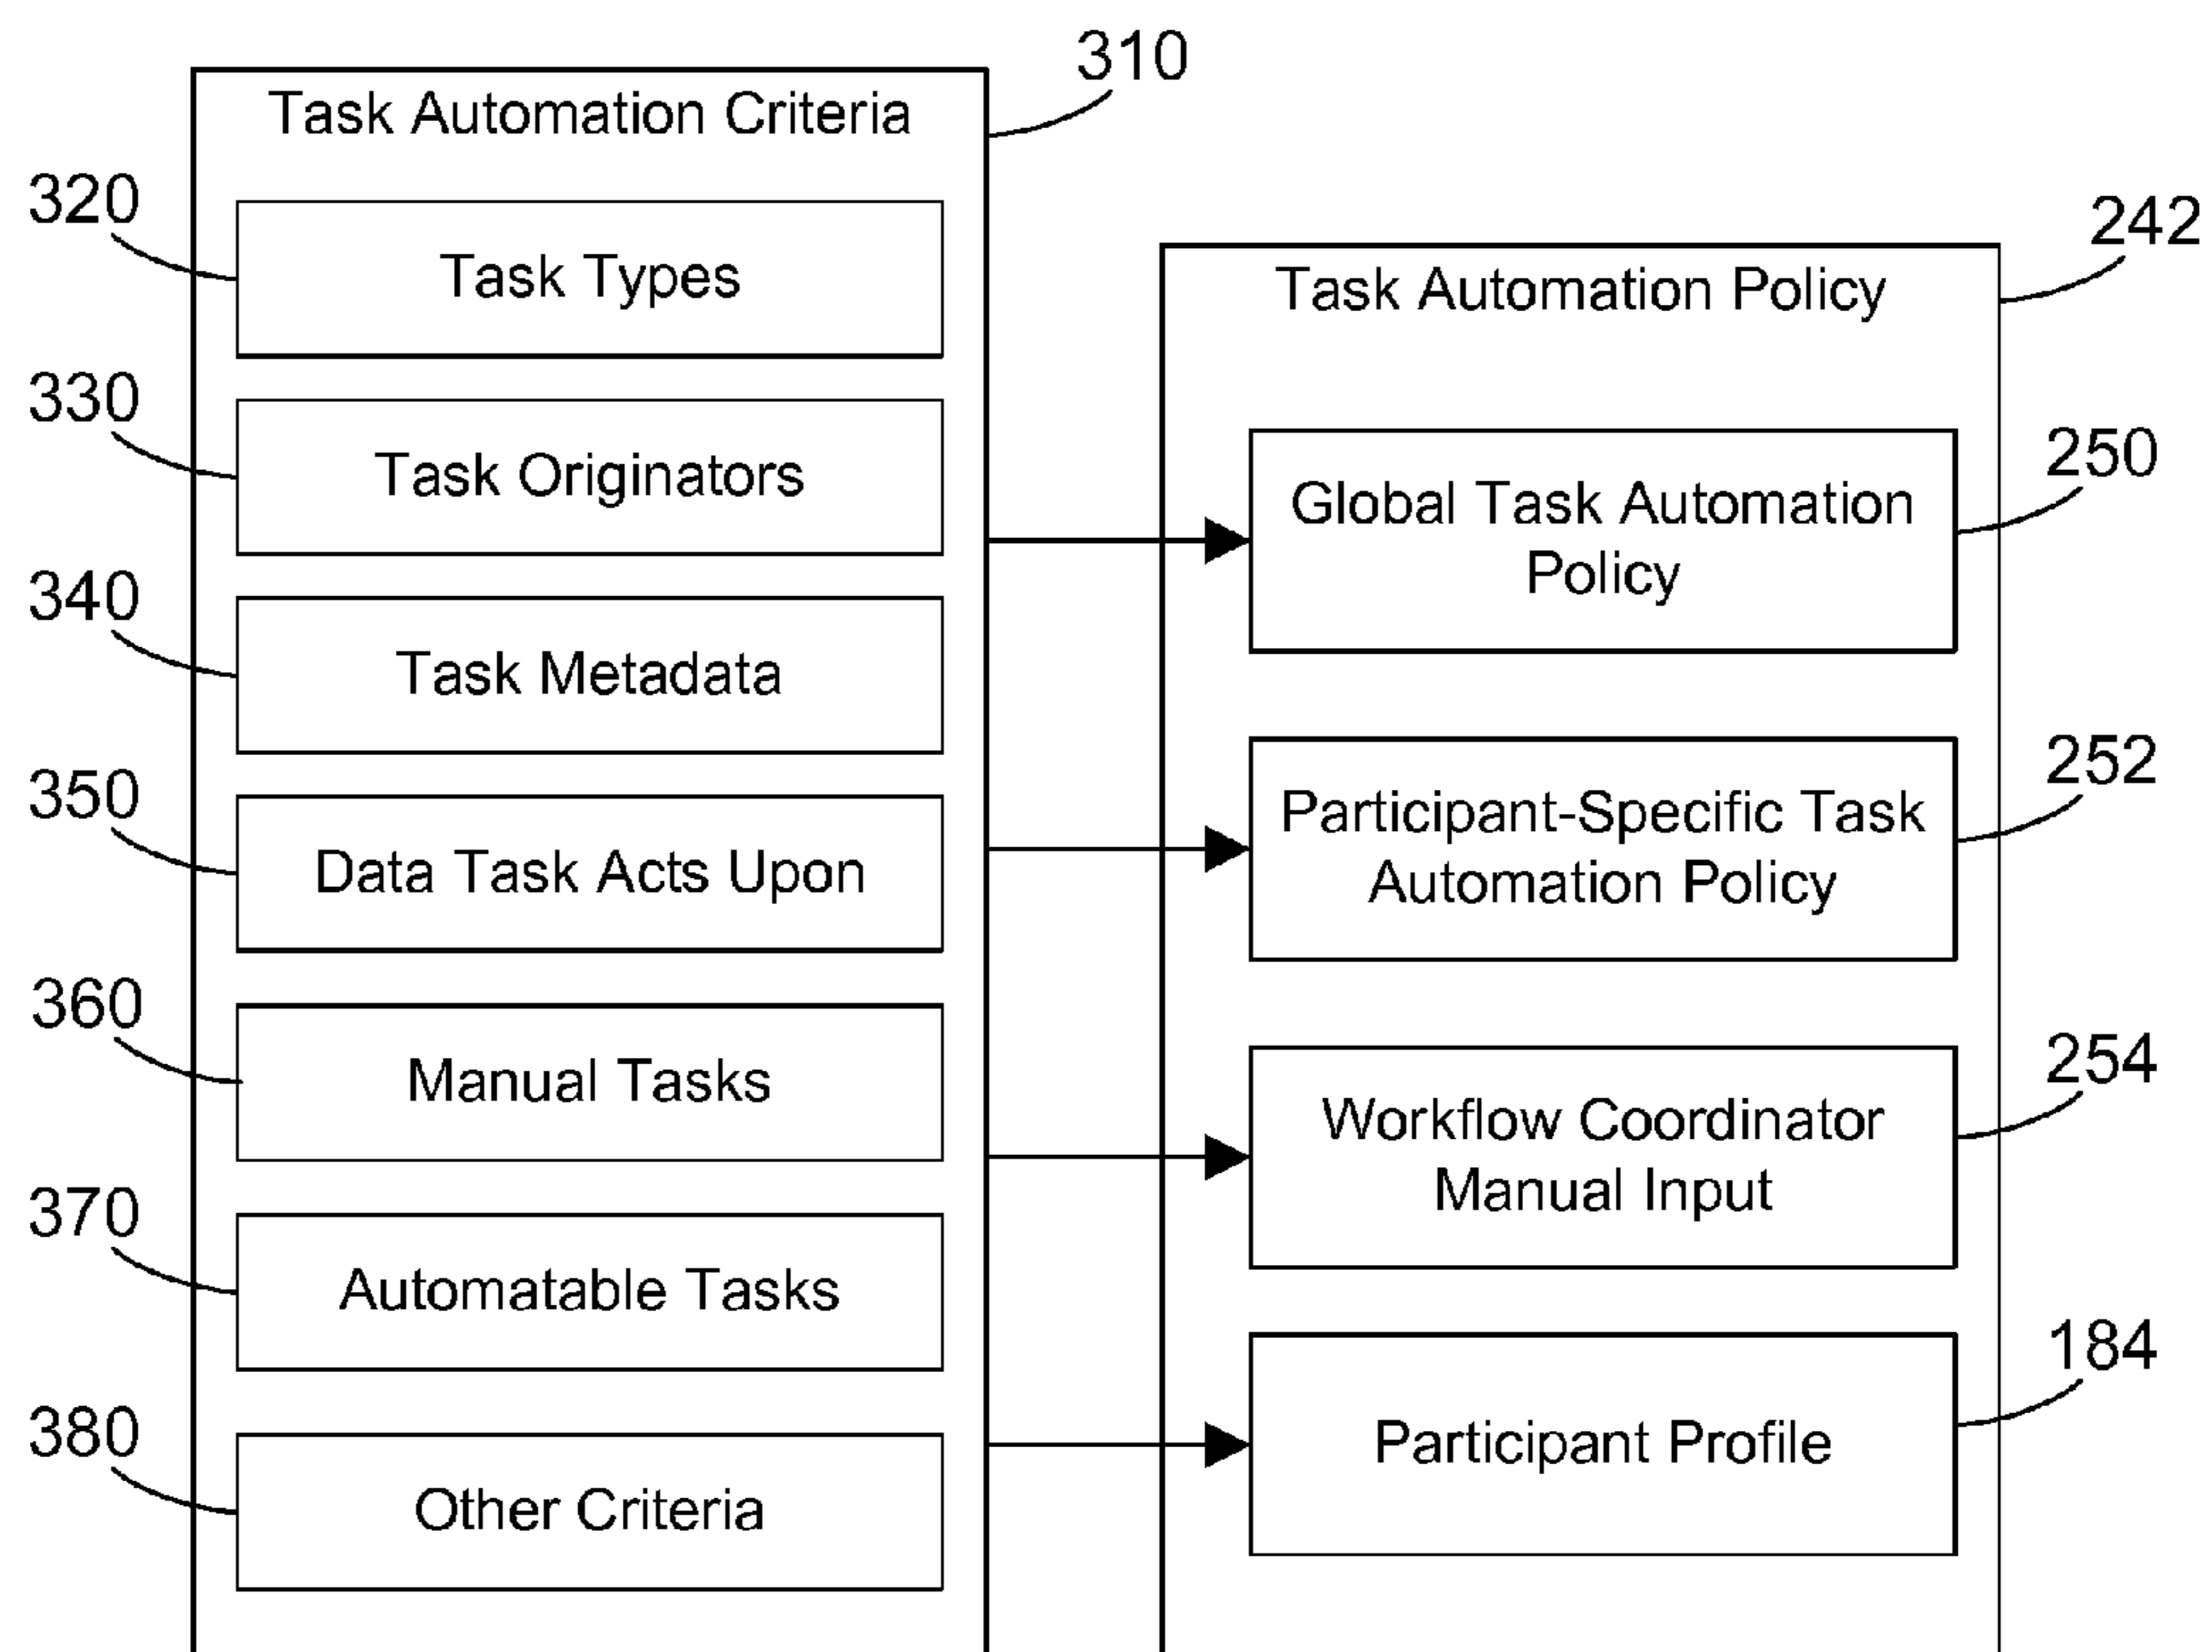 310
Task Automation Criteria
320
Task Types
330
Task Originators
340
Task Metadata
350
Data Task Acts Upon
360
Manual Tasks
370
Automatable Tasks
380
Other Criteria
242
Task Automation Policy
250
Global Task Automation
Policy
252
Participant-Specific Task
Automation Policy
254
Workflow Coordinator
Manual Input
184
Participant Profile